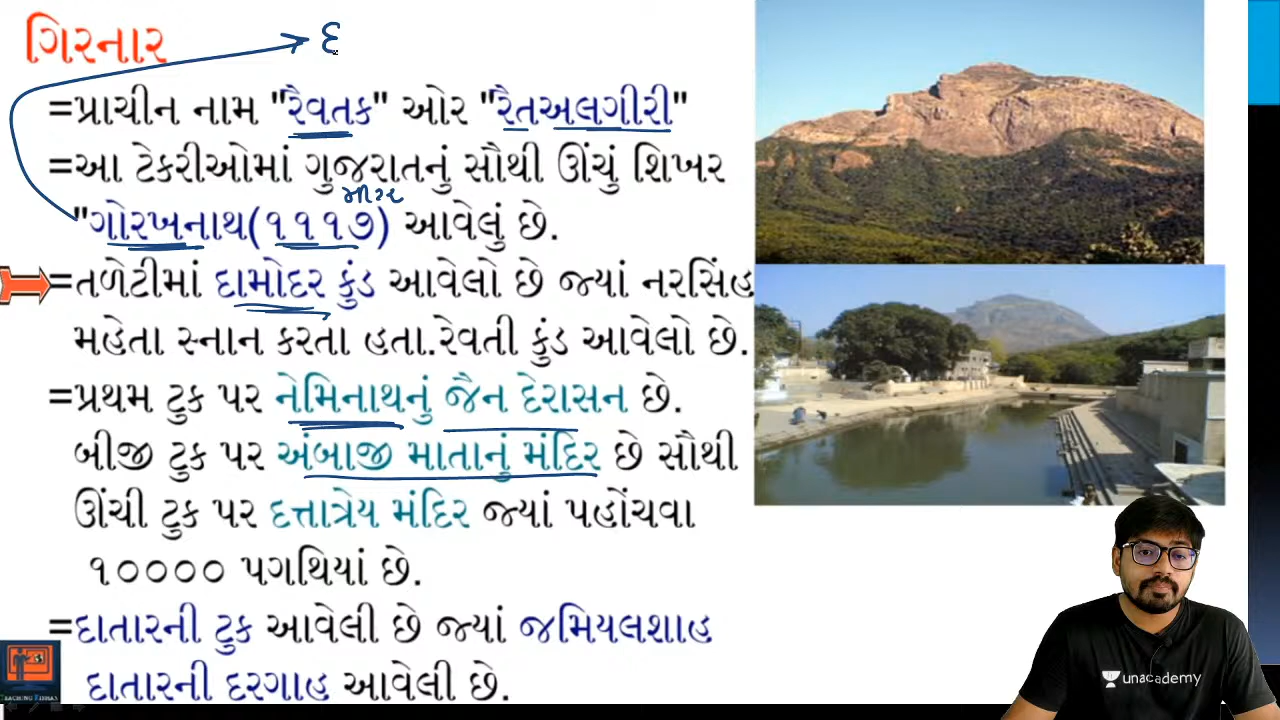 ગિરનાર
દ
=પ્રાચીન નામ "રૈવતક" ઓર "રૈતઅલગીરી"
=આ ટેકરીઓમાં ગુજરાતનું સૌથી ઊંચું શિખર
"ગોરખનાથ(૧૧૧૭) આવેલું છે.
=તળેટીમાં દામોદર કુંડ આવેલો છે જ્યાં નરસિંહ
મહેતા સ્નાન કરતા હતા.રેવતી કુંડ આવેલો છે.
=પ્રથમ ટુક પર નેમિનાથનું જૈન દેરાસન છે.
બીજી ટુક પર અંબાજી માતાનું મંદિર છે સૌથી
ઊંચી ટુક પર દત્તાત્રેય મંદિર જ્યાં પહોંચવા
૧૦૦૦૦ પગથિયાં છે.
=દાતારની ટુક આવેલી છે જ્યાં જમિયલશાહ
દાતારની દરગાહ આવેલી છે.
unacademy